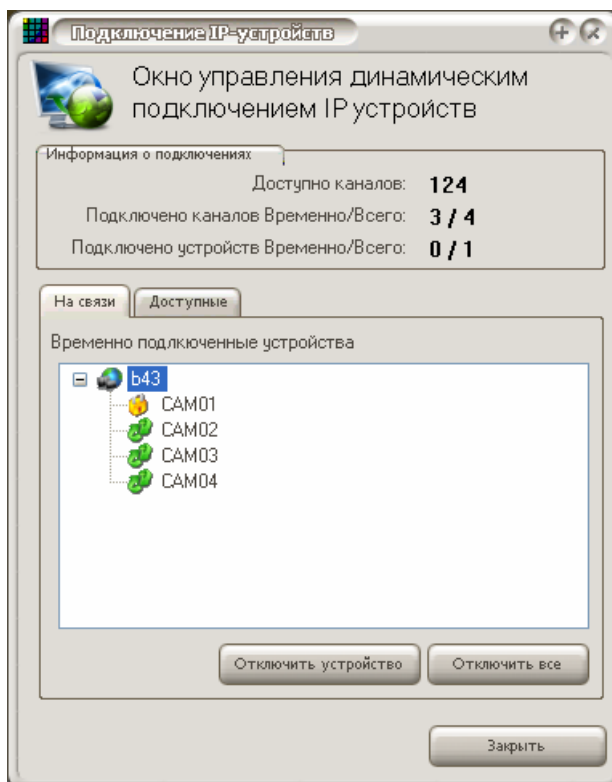 Подключение IP-устройств
Окно управления динамическим
подключением IP устройств
Информация о подключениях
Доступно каналов: 124
Подключено каналов Временно/Всего: 3 / 4
Подключено устройств Временно/Всего: 0 / 1
На связи Доступные
Временно подлкюченные устройства
b43
CAM01
CAM02
CAM03
CAM04
Отключить устройство Отключить все
Закрыть